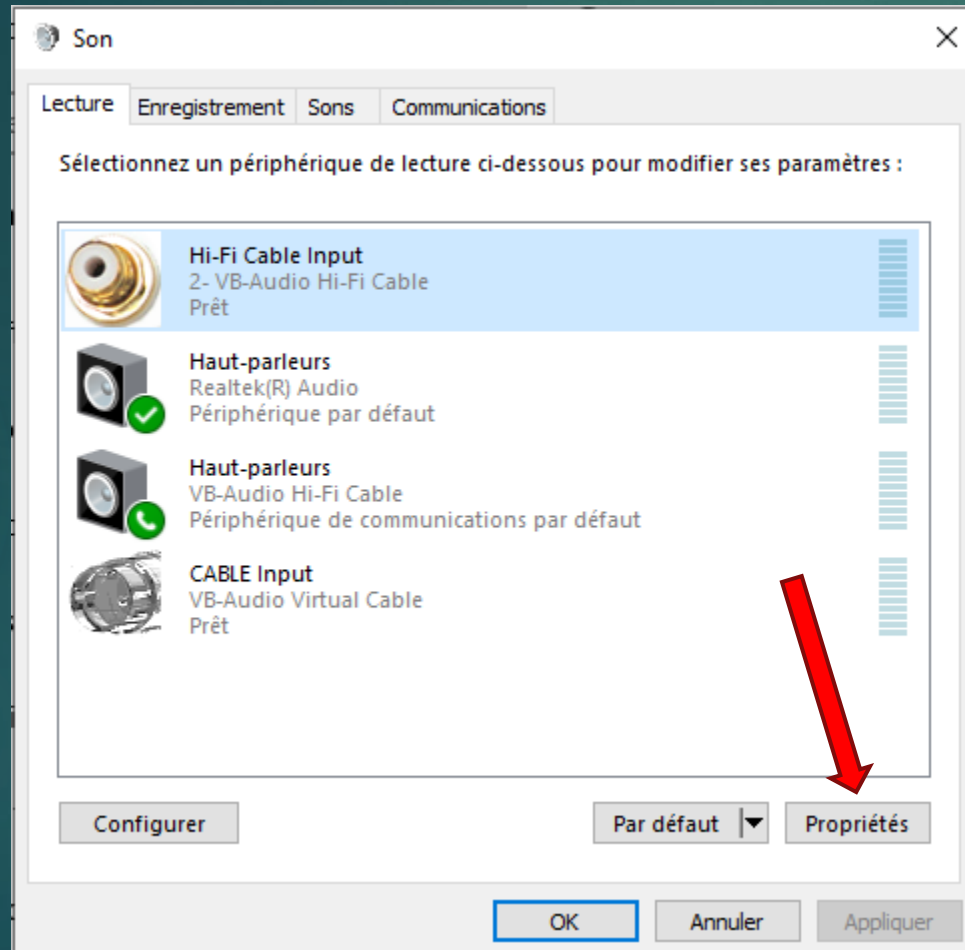 Son
Lecture Enregistrement Sons Communications
Sélectionnez un périphérique de lecture ci-dessous pour modifier ses paramètres :
Hi-Fi Cable Input
2- VB-Audio Hi-Fi Cable
Prêt
Haut-parleurs
Realtek(R) Audio
Périphérique par défaut
Haut-parleurs
VB-Audio Hi-Fi Cable
Périphérique de communications par défaut
CABLE Input
VB-Audio Virtual Cable
Prêt
Configurer Par défaut Propriétés
OK Annuler Appliquer